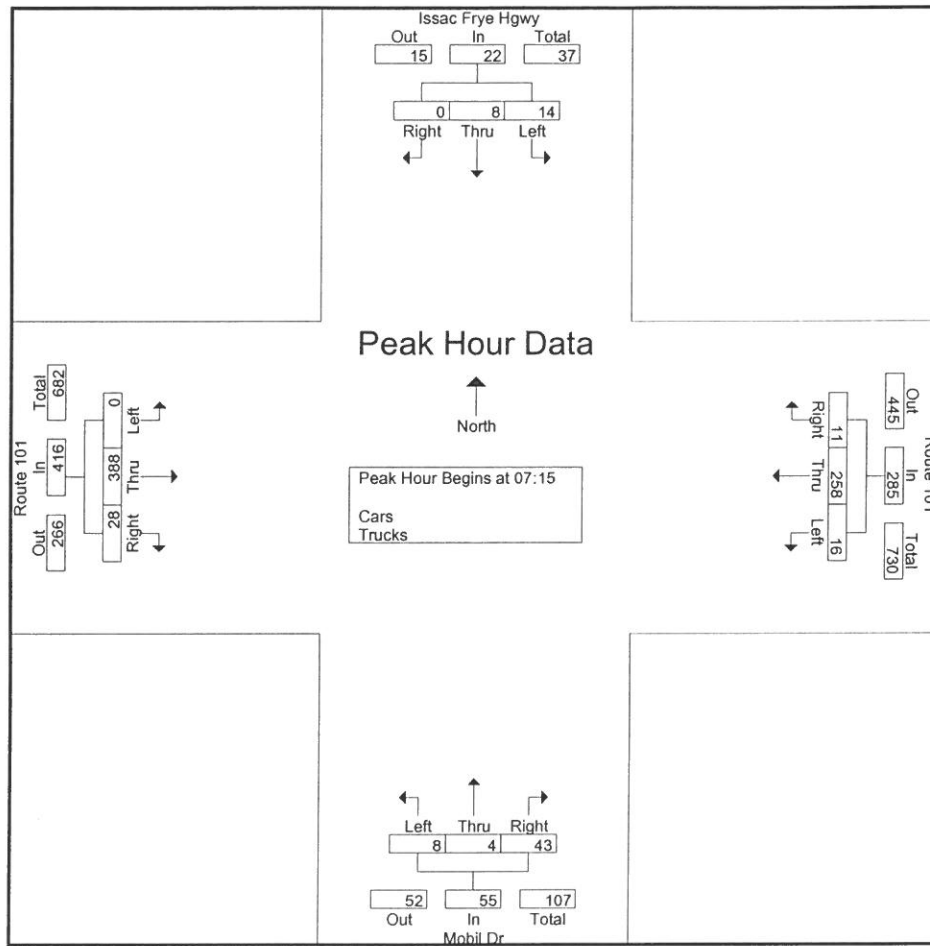 Issac Frye Hgwy
Out In Total
15 22 37
0 8 14
Right Thru Left
Peak Hour Data
North
Peak Hour Begins at 07:15
Cars
Trucks
Route 101
Out In Total
266 416 682
Right Thru Left
28 388 0
Route 101
Out In Total
445 285 730
Right Thru Left
11 258 16
Left Thru Right
8 4 43
52 55 107
Out In Total
Mobil Dr